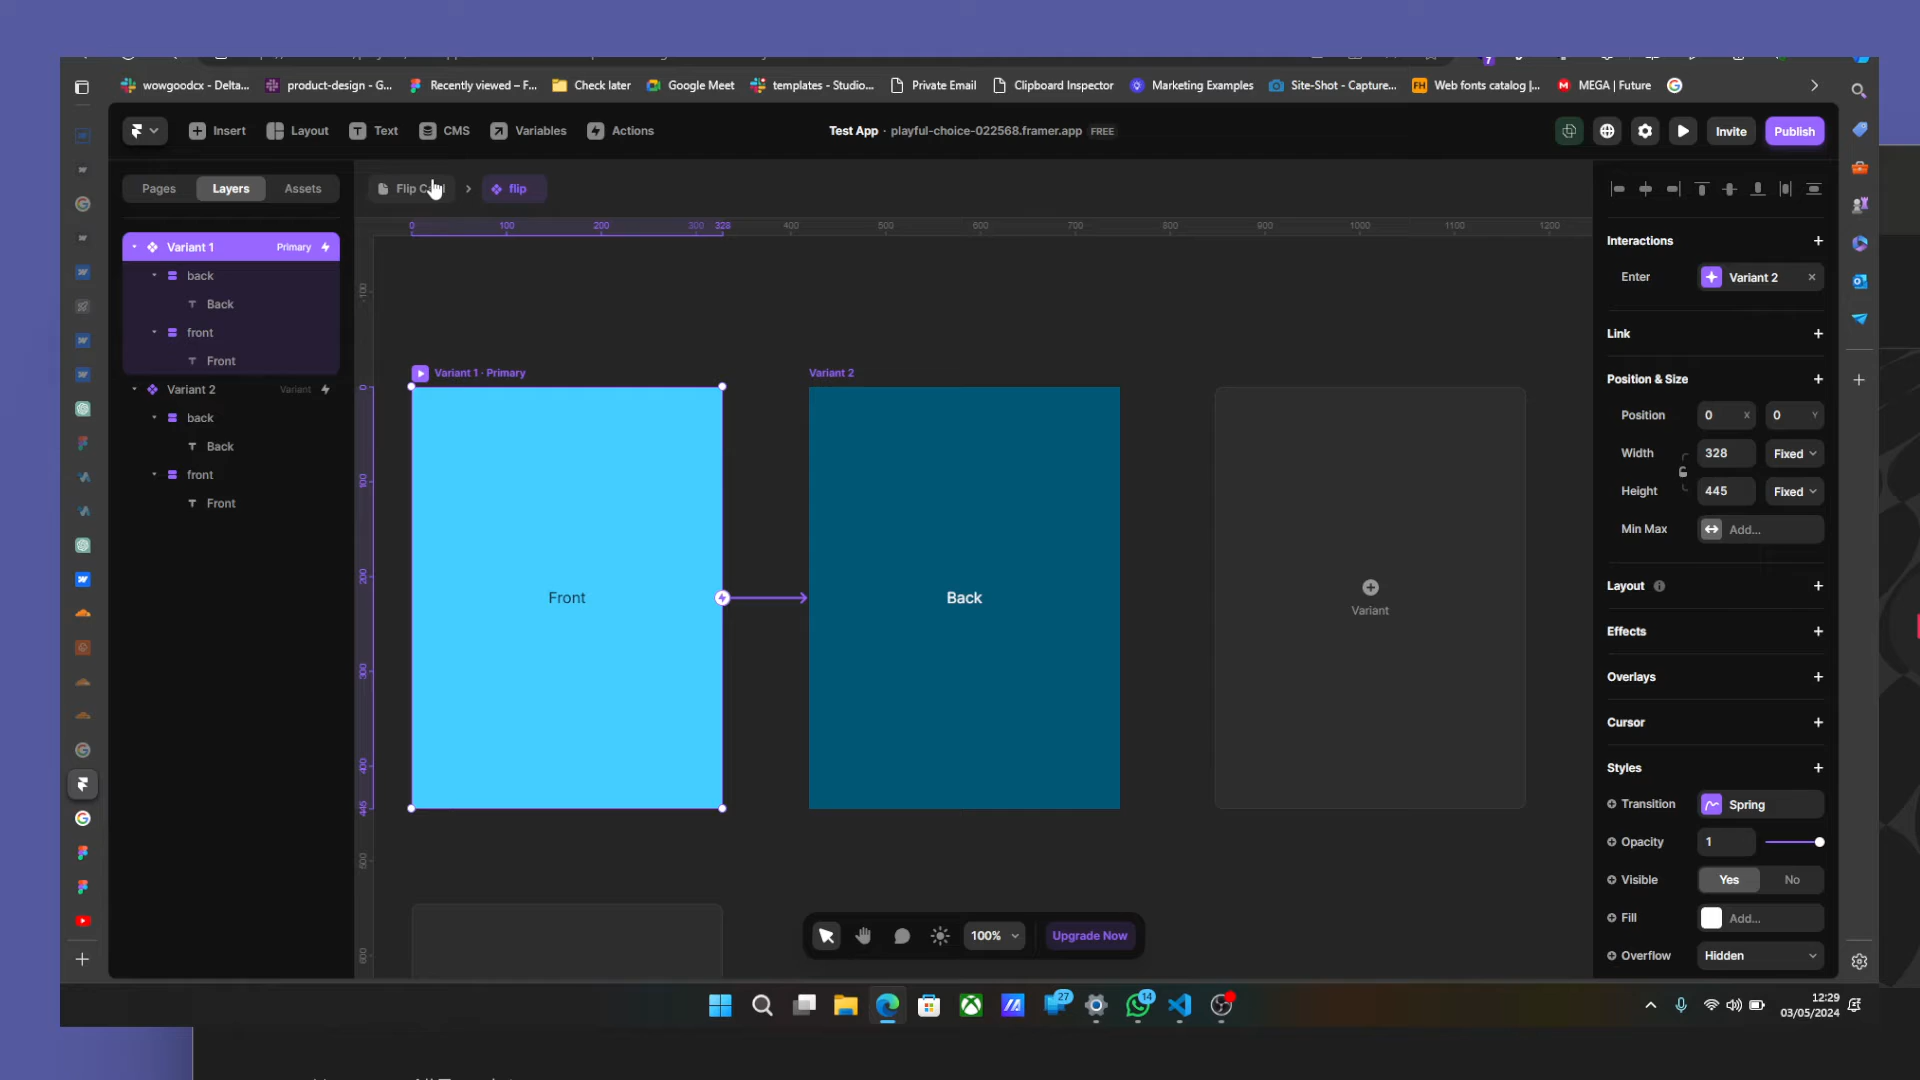 wowgoodcx - Delta...
product-design - G...
Recently viewed – F...
Check later
Google Meet
templates - Studio...
Private Email
Clipboard Inspector
Marketing Examples
Site-Shot - Capture...
Web fonts catalog |...
MEGA | Future
Insert
Layout
Text
CMS
Variables
Actions
Test App · playful-choice-022568.framer.app FREE
Invite
Publish
Pages
Layers
Assets
flip
0 100 200 300 328 400 500 600 700 800 900 1000 1100 1200
Variant 1 Primary
back
Back
front
Front
Variant 2 Variant
back
Back
front
Front
Variant 1 · Primary
Variant 2
Front
Back
Variant
Interactions
Enter Variant 2
Link
Position & Size
Position 0 X 0 Y
Width 328 Fixed
Height 445 Fixed
Min Max Add...
Layout
Effects
Overlays
Cursor
Styles
Transition Spring
Opacity 1
Visible Yes No
Fill Add...
Overflow Hidden
100%
Upgrade Now
27
14
12:29
03/05/2024